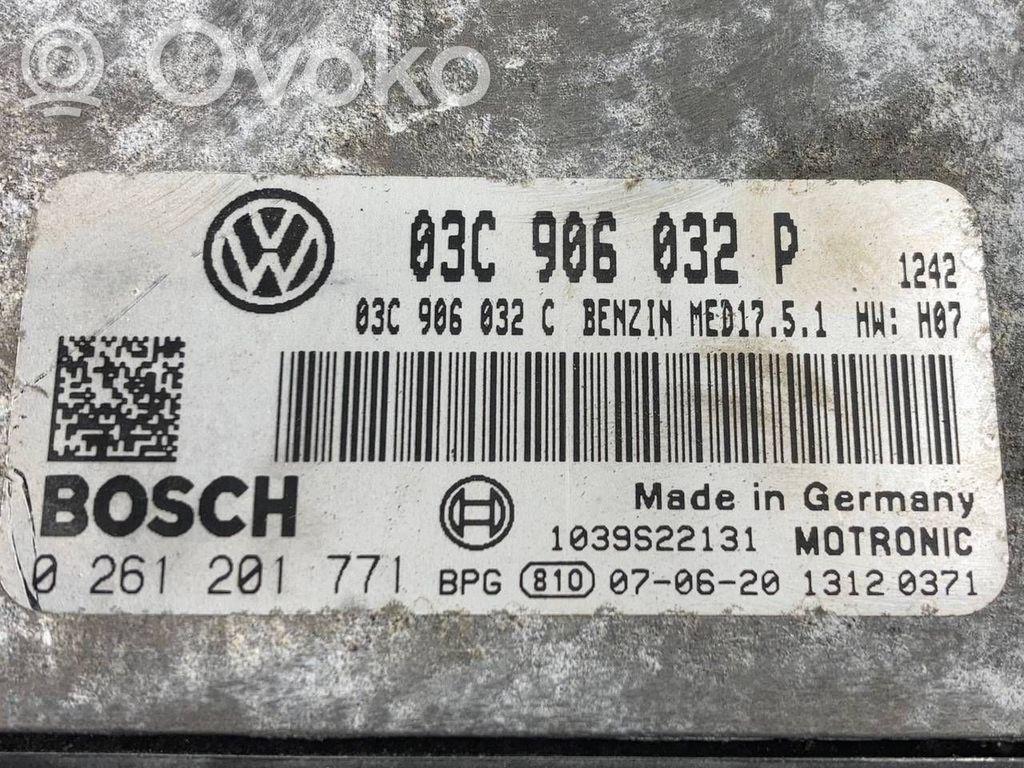 Ovoko
03C 906 032 P 1242
03C 906 032 C BENZIN MED17.5.1 HW: H07
BOSCH
Made in Germany
1039S22131 MOTRONIC
0 261 201 771 BPG 810 07-06-20 1312 0371